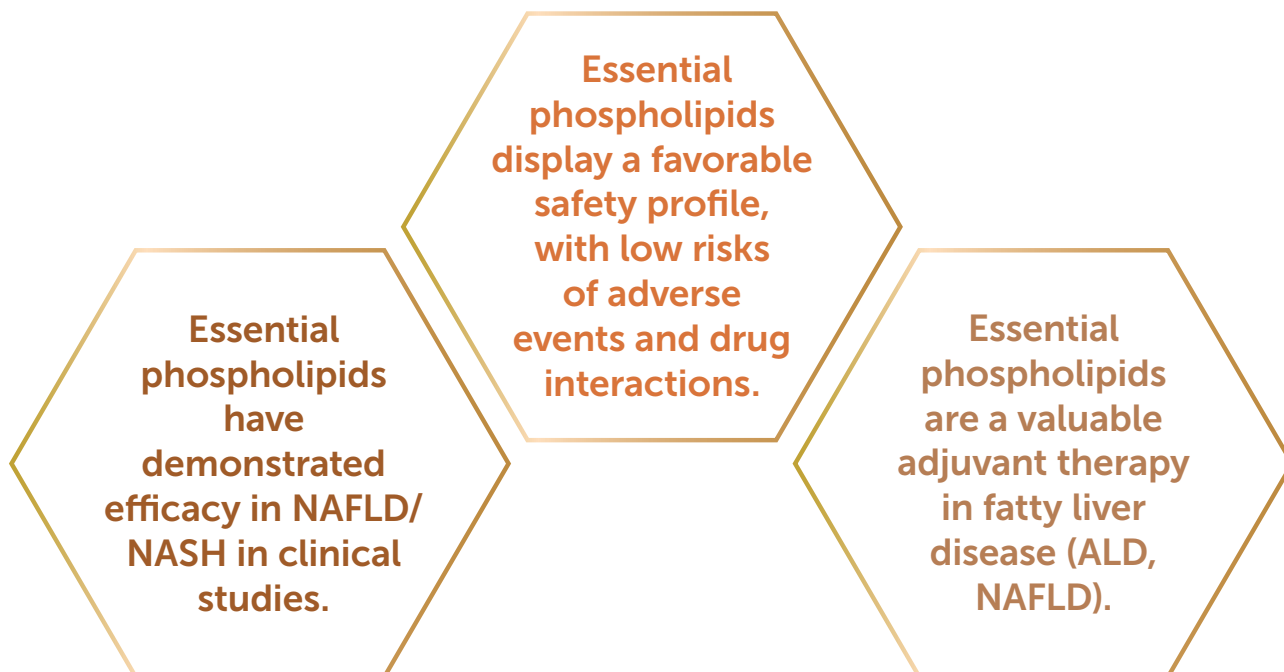 Essential
phospholipids
display a favorable
safety profile,
with low risks
of adverse
events and drug
interactions.
Essential
phospholipids
have
demonstrated
efficacy in NAFLD/
NASH in clinical
studies.
Essential
phospholipids
are a valuable
adjuvant therapy
in fatty liver
disease (ALD,
NAFLD).